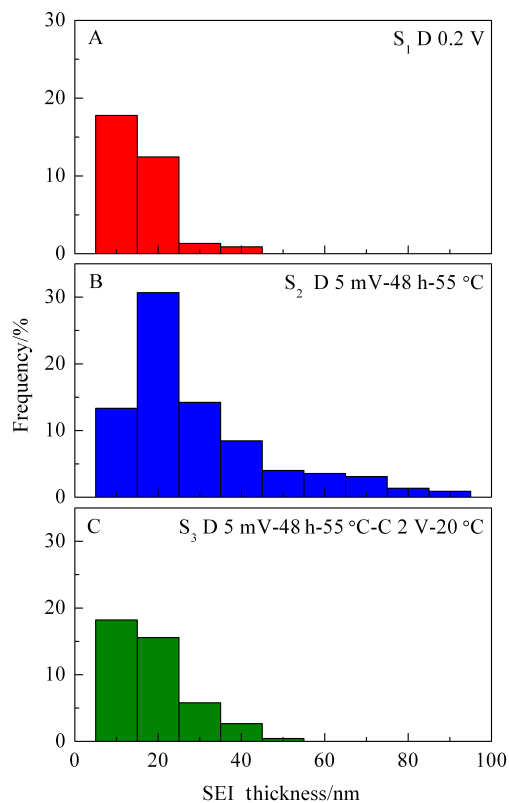 30
A
S₁ D 0.2 V
20
10
0
B
S₂ D 5 mV-48 h-55 °C
30
20
10
0
Frequency/%
C
S₃ D 5 mV-48 h-55 °C-C 2 V-20 °C
30
20
10
0
0 20 40 60 80 100
SEI thickness/nm